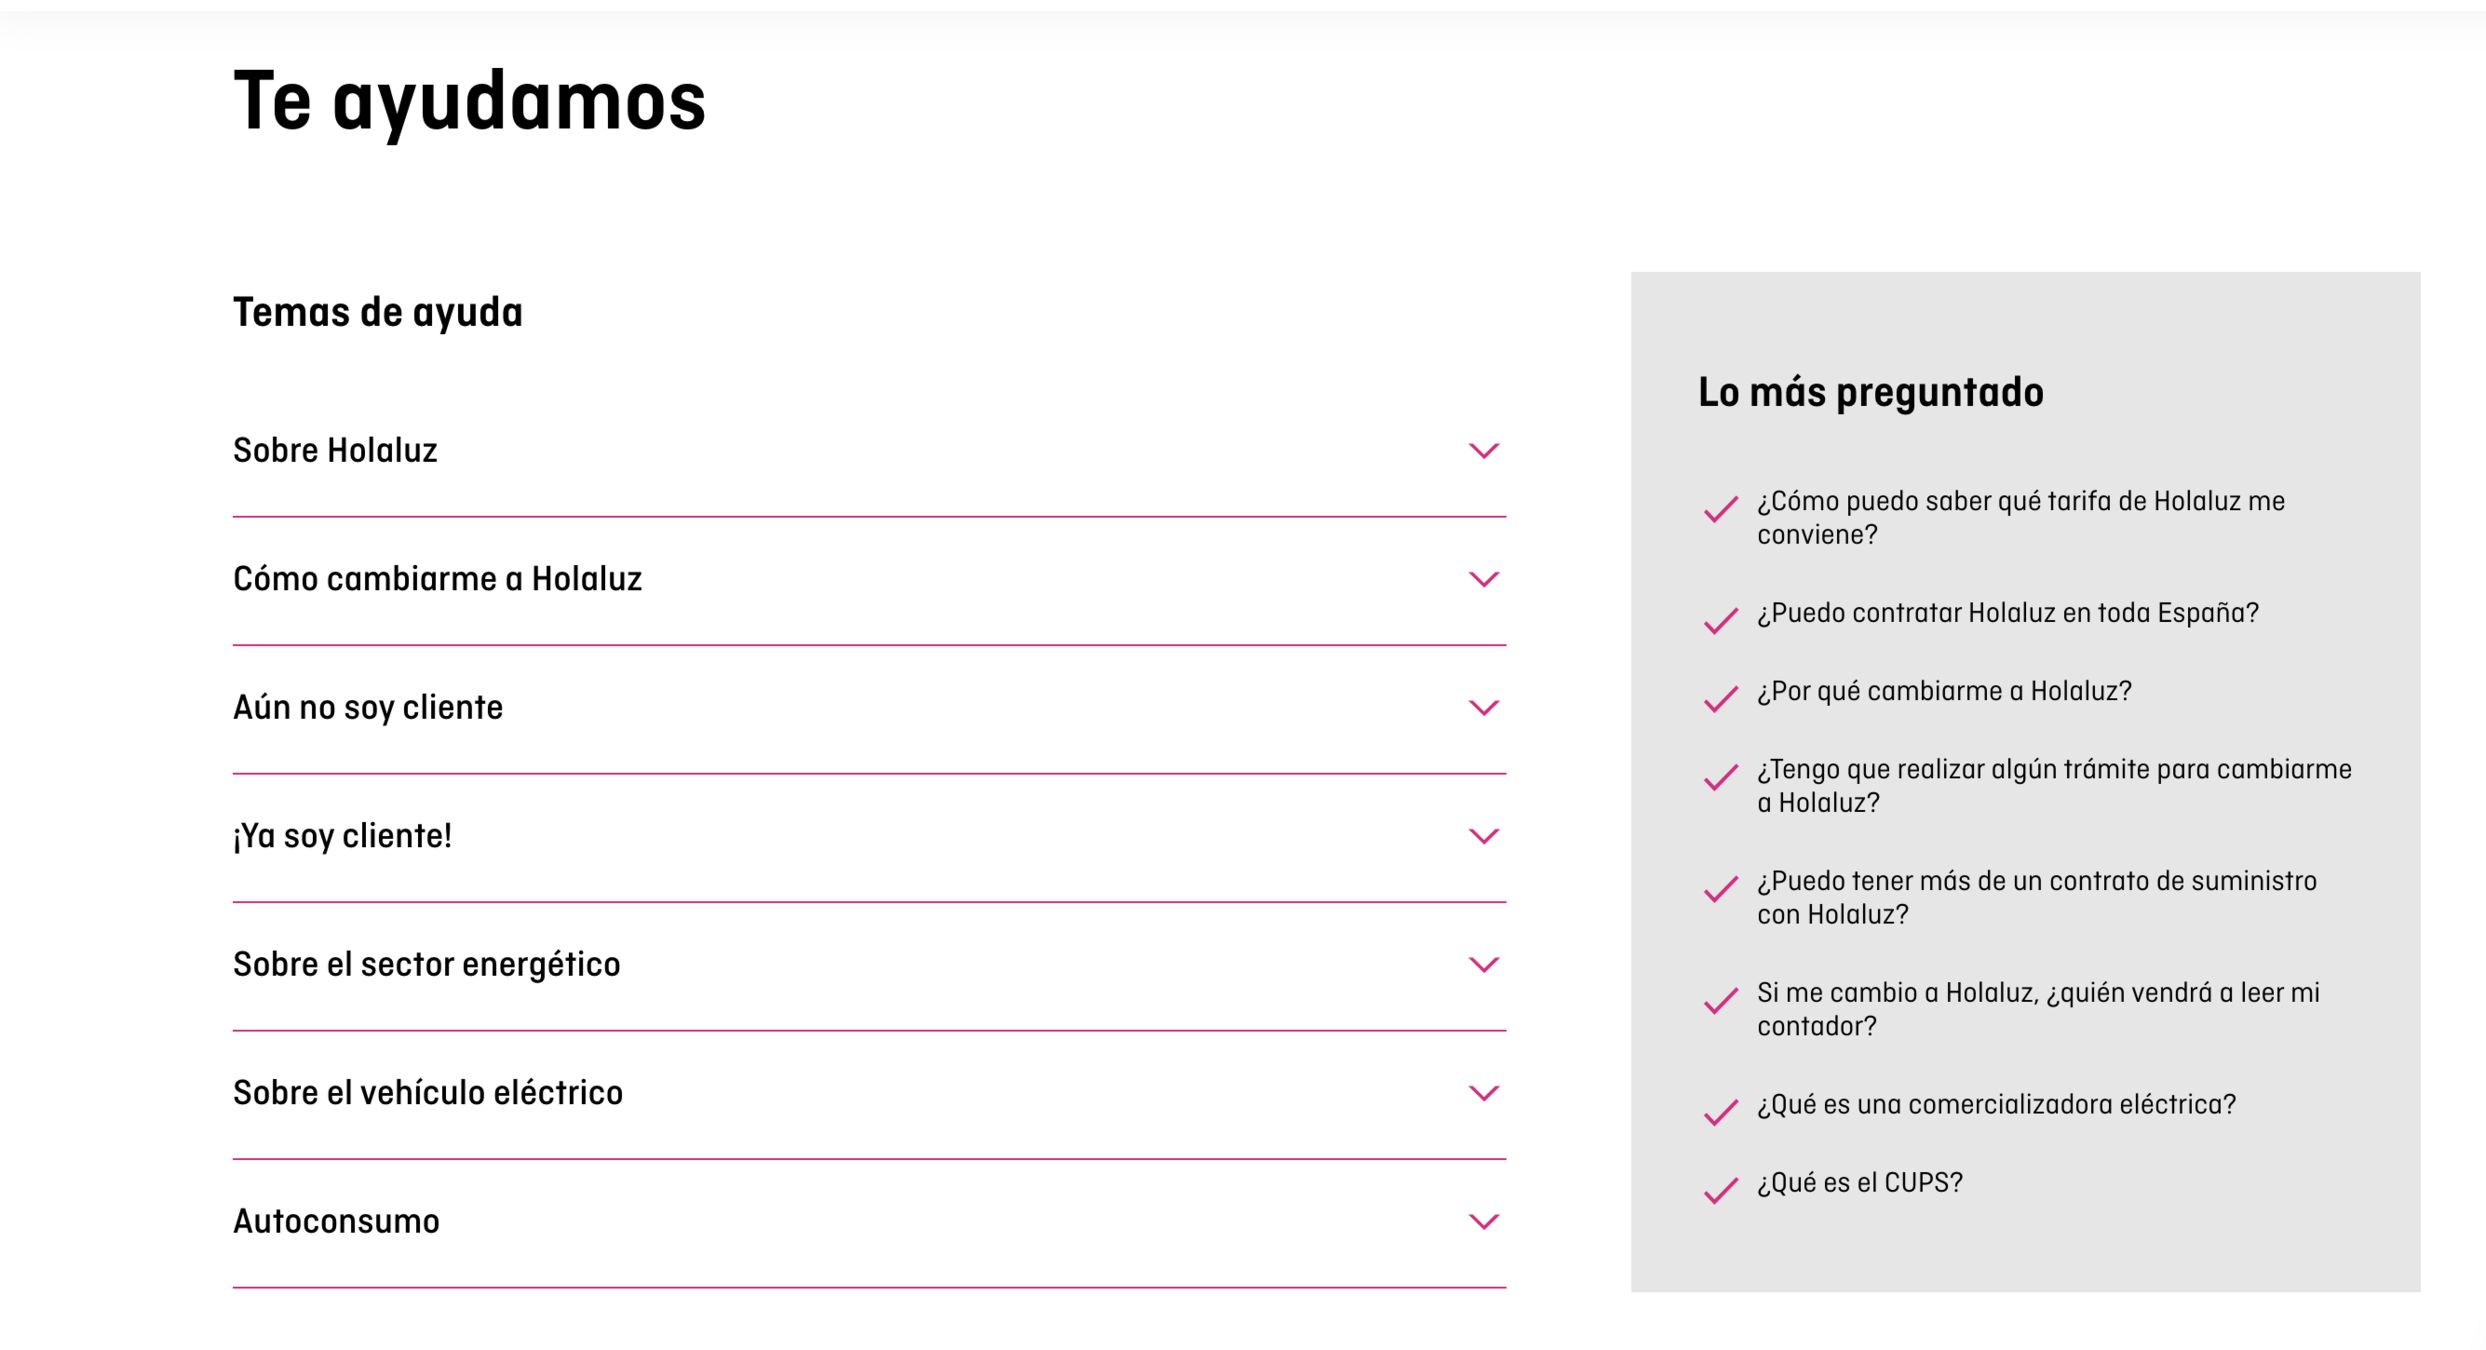 Te ayudamos
Temas de ayuda
Sobre Holaluz
Cómo cambiarme a Holaluz
Aún no soy cliente
¡Ya soy cliente!
Sobre el sector energético
Sobre el vehículo eléctrico
Autoconsumo
Lo más preguntado
¿Cómo puedo saber qué tarifa de Holaluz me
conviene?
¿Puedo contratar Holaluz en toda España?
¿Por qué cambiarme a Holaluz?
¿Tengo que realizar algún trámite para cambiarme
a Holaluz?
¿Puedo tener más de un contrato de suministro
con Holaluz?
Si me cambio a Holaluz, ¿quién vendrá a leer mi
contador?
¿Qué es una comercializadora eléctrica?
¿Qué es el CUPS?